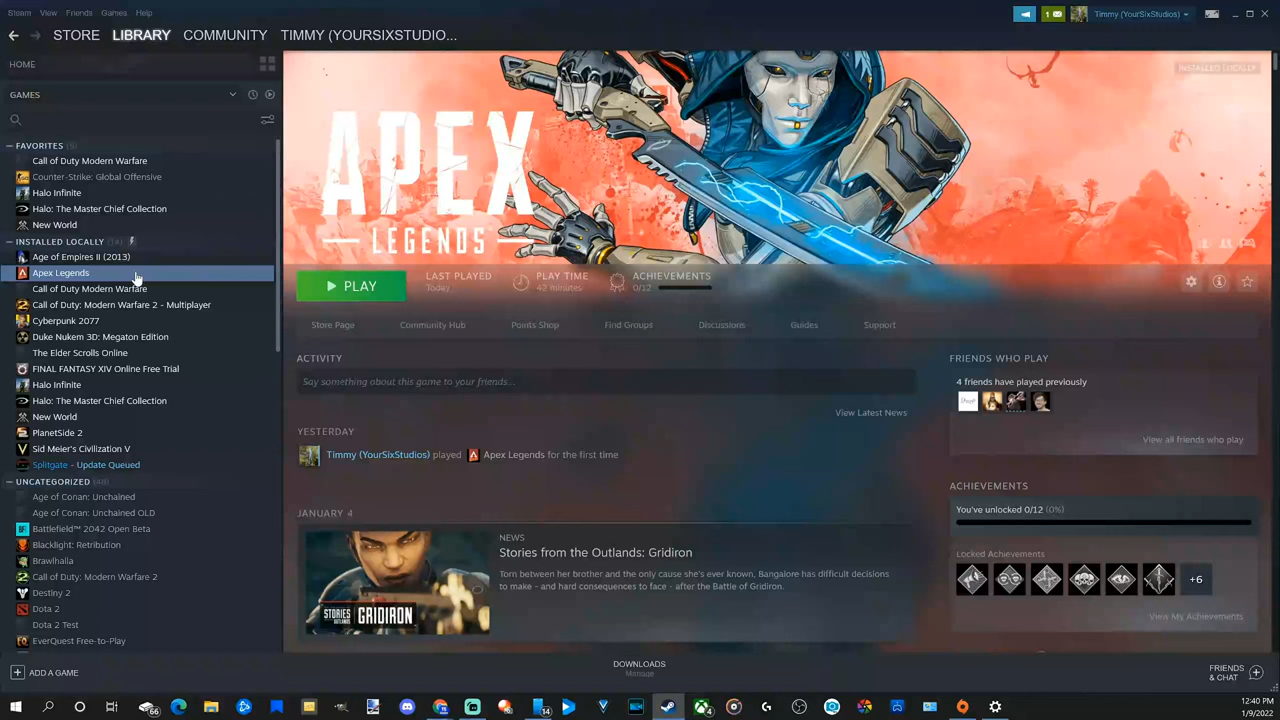 Steam View Friends Games Help
1
Timmy (YourSixStudios)
STORE LIBRARY COMMUNITY TIMMY (YOURSIXSTUDIO...
HOME
GAMES
FAVORITES (5)
Call of Duty Modern Warfare
Counter-Strike: Global Offensive
Halo Infinite
Halo: The Master Chief Collection
New World
INSTALLED LOCALLY (14)
Age of Empires II (2013)
Apex Legends
Call of Duty Modern Warfare
Call of Duty: Modern Warfare 2 - Multiplayer
Cyberpunk 2077
Duke Nukem 3D: Megaton Edition
The Elder Scrolls Online
FINAL FANTASY XIV Online Free Trial
Halo Infinite
Halo: The Master Chief Collection
New World
PlanetSide 2
Sid Meier's Civilization V
Splitgate - Update Queued
UNCATEGORIZED (48)
Age of Conan: Unchained
Age of Conan: Unchained OLD
Battlefield™ 2042 Open Beta
Blacklight: Retribution
Brawlhalla
Call of Duty: Modern Warfare 2
Destiny 2
Dota 2
Dota 2 Test
EverQuest Free-to-Play
ADD A GAME
INSTALLED LOCALLY
APEX
LEGENDS
PLAY
LAST PLAYED
Today
PLAY TIME
42 minutes
ACHIEVEMENTS
0/12
Store Page Community Hub Points Shop Find Groups Discussions Guides Support
ACTIVITY
Say something about this game to your friends...
View Latest News
YESTERDAY
Timmy (YourSixStudios) played Apex Legends for the first time
JANUARY 4
STORIES OUTLANDS GRIDIRON
NEWS
Stories from the Outlands: Gridiron
Torn between her brother and the only cause she's ever known, Bangalore has difficult decisions
to make - and hard consequences to face - after the Battle of Gridiron.
FRIENDS WHO PLAY
4 friends have played previously
View all friends who play
ACHIEVEMENTS
You've unlocked 0/12 (0%)
Locked Achievements
+6
View My Achievements
DOWNLOADS
Manage
FRIENDS
& CHAT
66
14
4
12:40 PM
1/9/2022